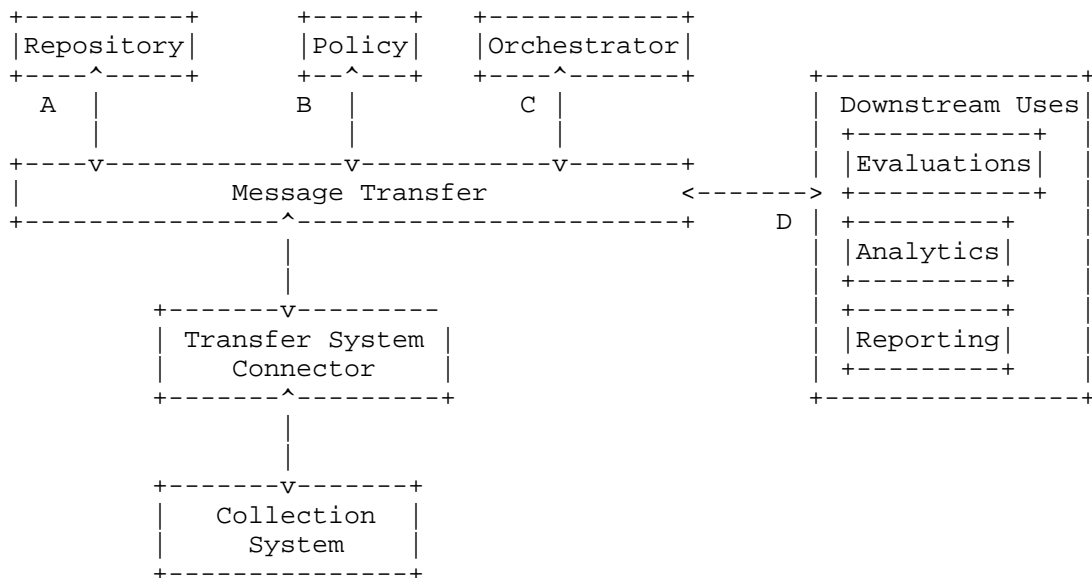 Repository Policy Orchestrator
A B C Downstream Uses
Evaluations
Message Transfer
D
Analytics
Transfer System Reporting
Connector
Collection
System